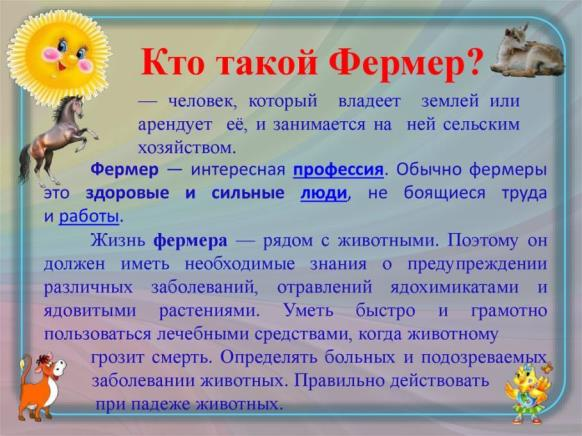 Кто такой Фермер?
— человек, который владеет землей или
арендует её, и занимается на ней сельским
хозяйством.
Фермер — интересная профессия. Обычно фермеры
это здоровые и сильные люди, не боящиеся труда
и работы.
Жизнь фермера — рядом с животными. Поэтому он
должен иметь необходимые знания о предупреждении
различных заболеваний, отравлений ядохимикатами и
ядовитыми растениями. Уметь быстро и грамотно
пользоваться лечебными средствами, когда животному
грозит смерть. Определять больных и подозреваемых
заболевании животных. Правильно действовать
при падеже животных.